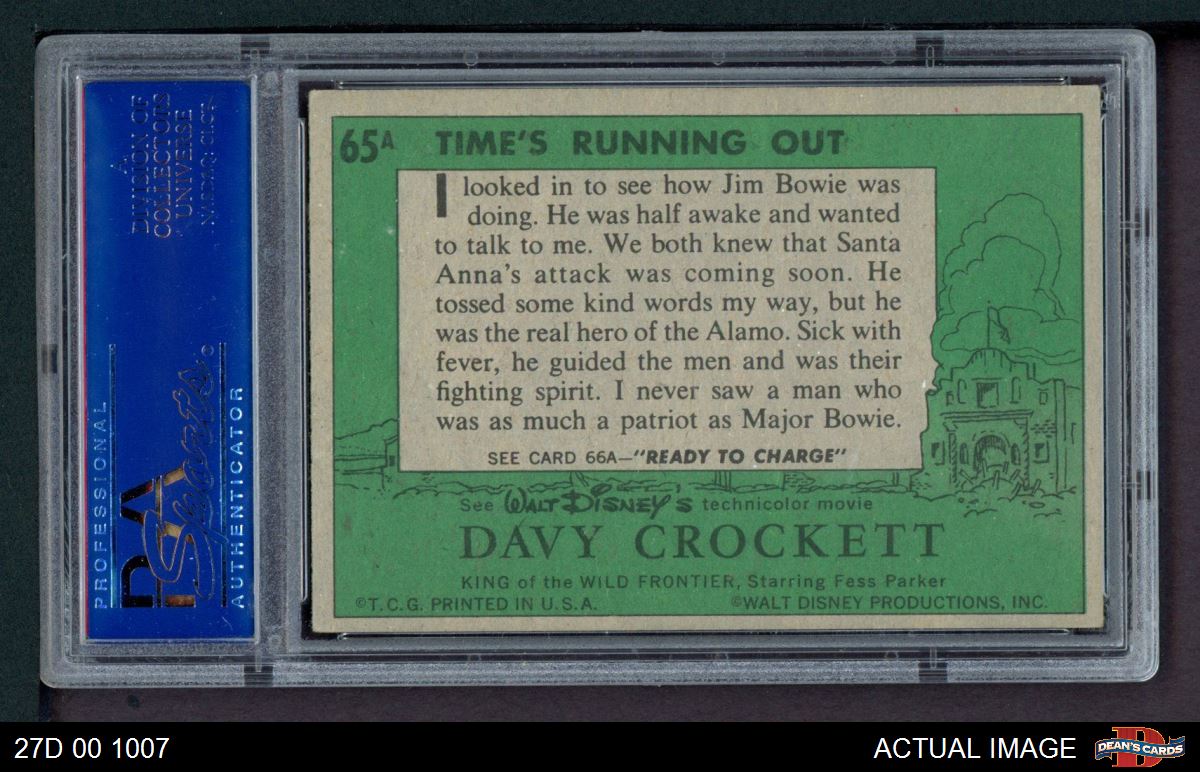 A
DIVISION OF
COLLECTORS
UNIVERSE
NASDAQ: CLCT
PROFESSIONAL
PSA
Sports
AUTHENTICATOR
65A TIME'S RUNNING OUT
I looked in to see how Jim Bowie was
doing. He was half awake and wanted
to talk to me. We both knew that Santa
Anna's attack was coming soon. He
tossed some kind words my way, but he
was the real hero of the Alamo. Sick with
fever, he guided the men and was their
fighting spirit. I never saw a man who
was as much a patriot as Major Bowie.
SEE CARD 66A—"READY TO CHARGE"
See WALT DISNEY'S technicolor movie
DAVY CROCKETT
KING of the WILD FRONTIER, Starring Fess Parker
©T.C.G. PRINTED IN U.S.A. ©WALT DISNEY PRODUCTIONS, INC.
27D 00 1007 ACTUAL IMAGE DEAN'S CARDS